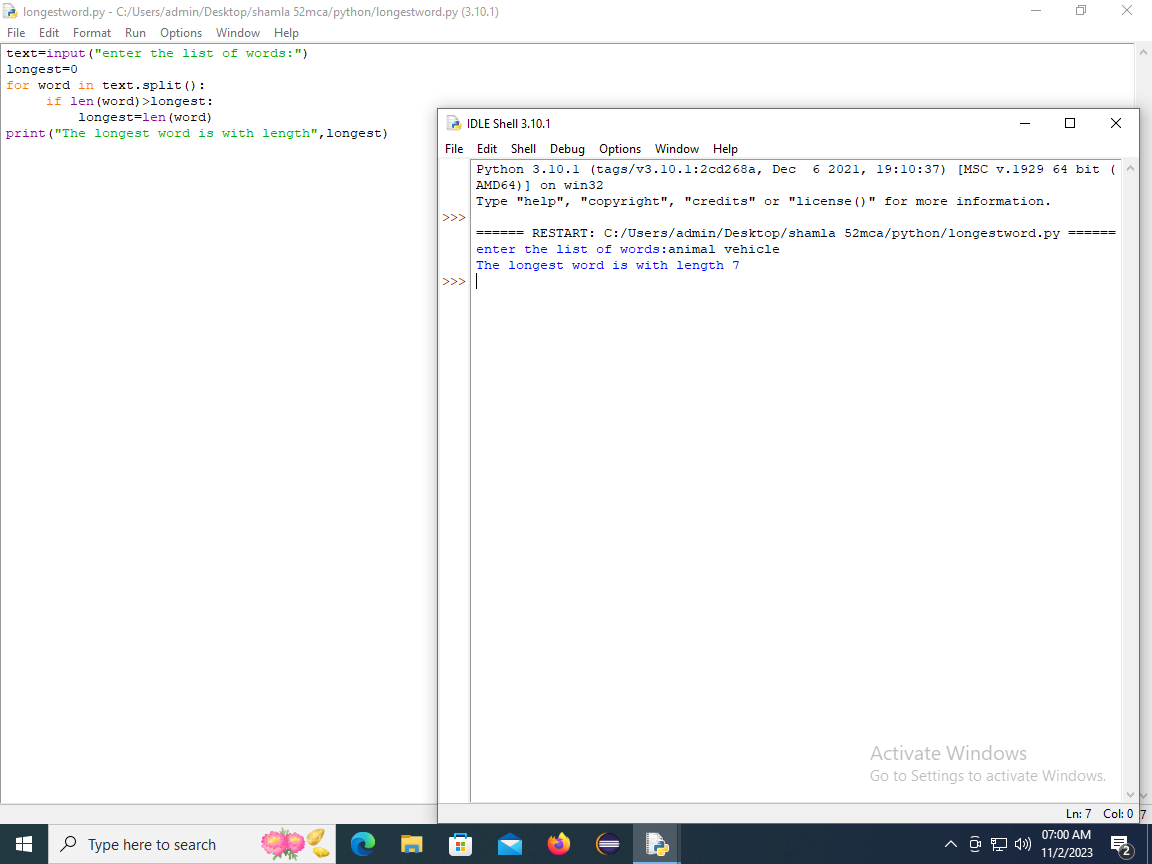 longestword.py - C:/Users/admin/Desktop/shamla 52mca/python/longestword.py (3.10.1)
File Edit Format Run Options Window Help
text=input("enter the list of words:")
longest=0
for word in text.split():
     if len(word)>longest:
         longest=len(word)
print("The longest word is with length",longest)
IDLE Shell 3.10.1
File Edit Shell Debug Options Window Help
Python 3.10.1 (tags/v3.10.1:2cd268a, Dec  6 2021, 19:10:37) [MSC v.1929 64 bit (
AMD64)] on win32
Type "help", "copyright", "credits" or "license()" for more information.
>>>
====== RESTART: C:/Users/admin/Desktop/shamla 52mca/python/longestword.py ======
enter the list of words:animal vehicle
The longest word is with length 7
>>>
Activate Windows
Go to Settings to activate Windows.
Ln: 7 Col: 0
7
Type here to search
07:00 AM
11/2/2023
2